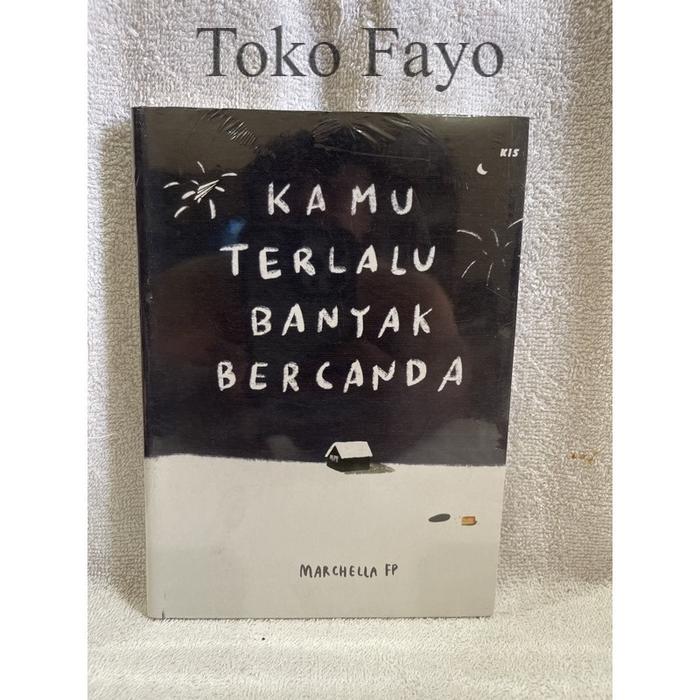 Toko Fayo
KIS
KAMU
TERLALU
BANYAK
BERCANDA
MARCHELLA FP